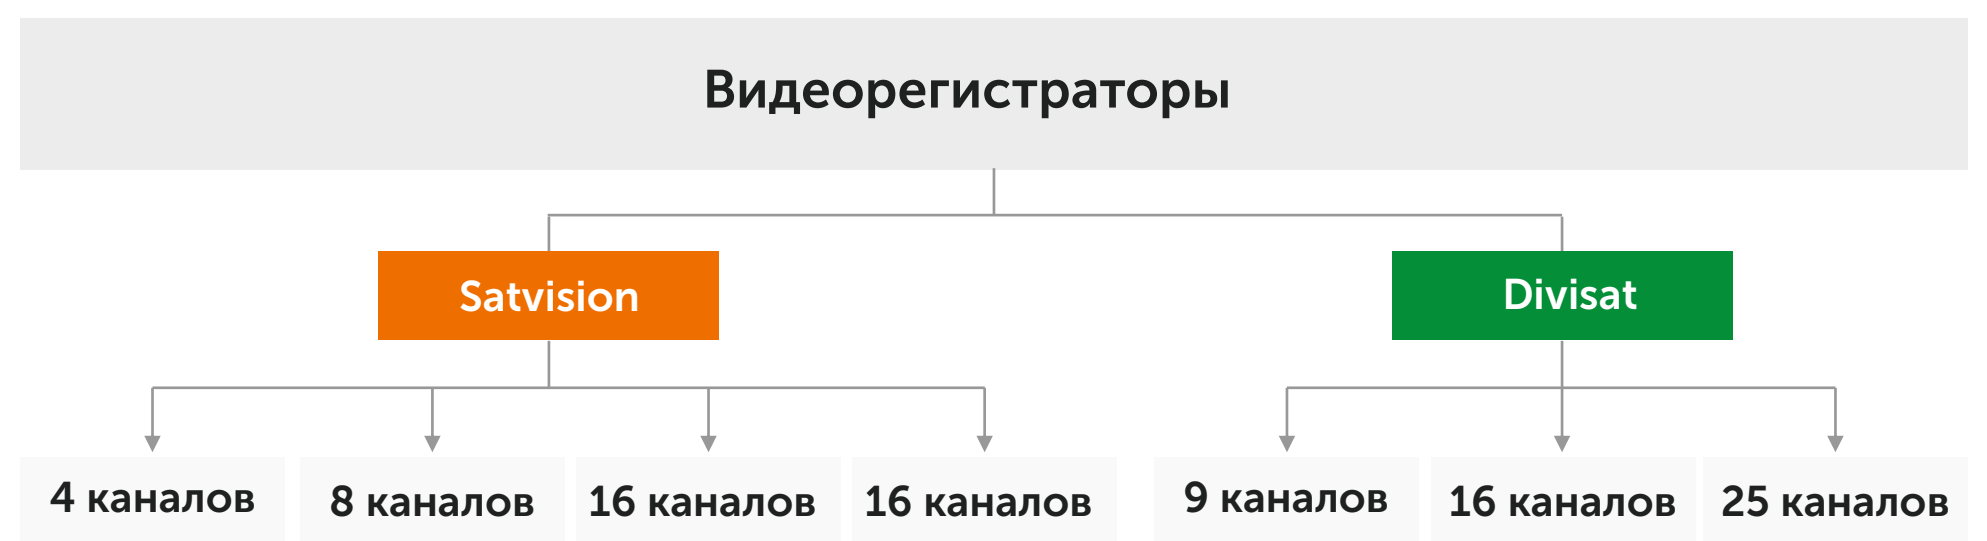 Видеорегистраторы
Satvision
Divisat
4 каналов
8 каналов
16 каналов
16 каналов
9 каналов
16 каналов
25 каналов